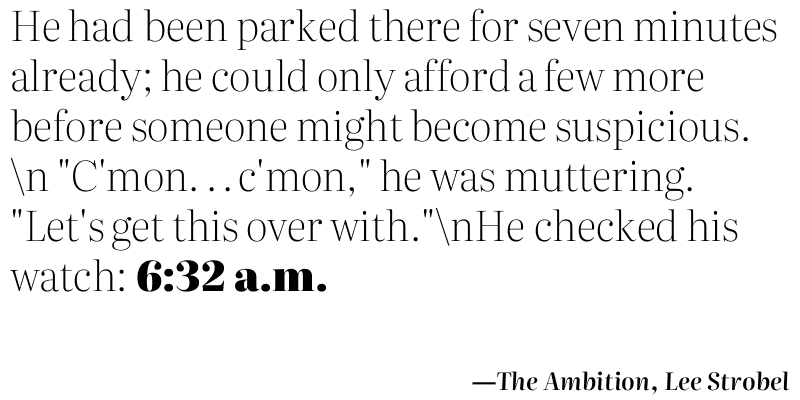 He had been parked there for seven minutes
already; he could only afford a few more
before someone might become suspicious.
\n "C'mon. . .c'mon," he was muttering.
"Let's get this over with."\nHe checked his
watch: 6:32 a.m.
—The Ambition, Lee Strobel